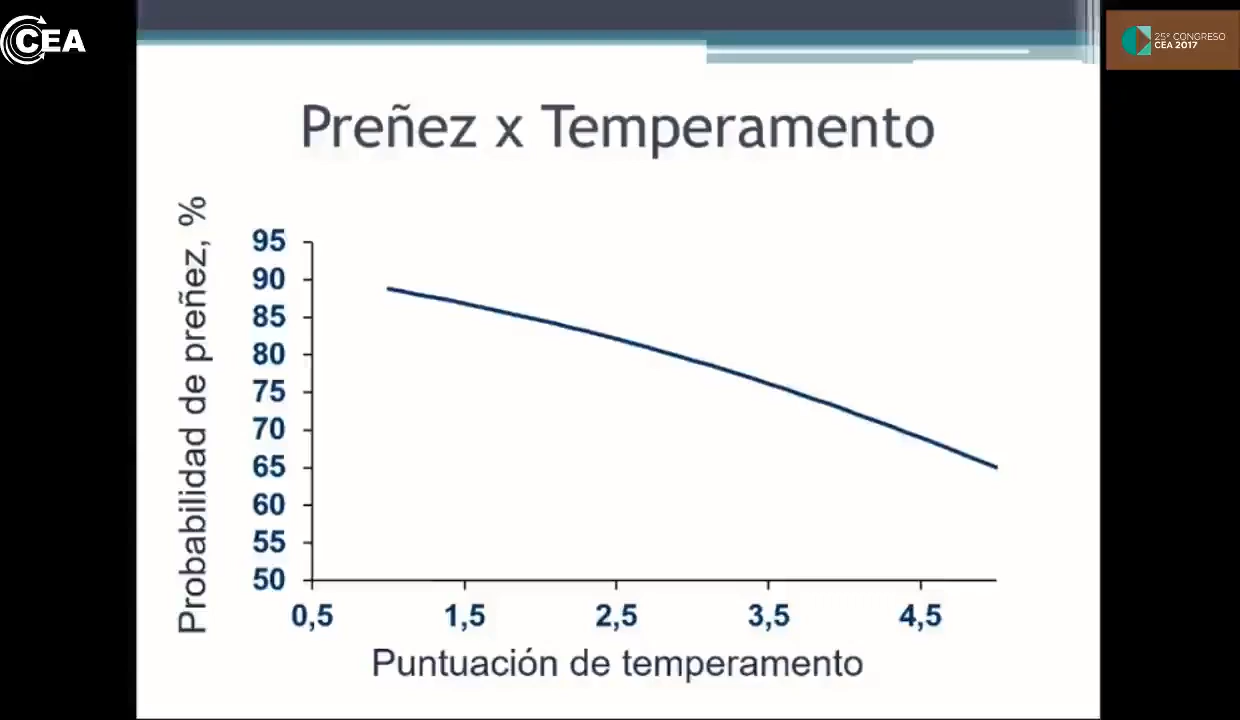 CEA
25º CONGRESO
CEA 2017
Preñez x Temperamento
Probabilidad de preñez, %
95
90
85
80
75
70
65
60
55
50
0,5 1,5 2,5 3,5 4,5
Puntuación de temperamento